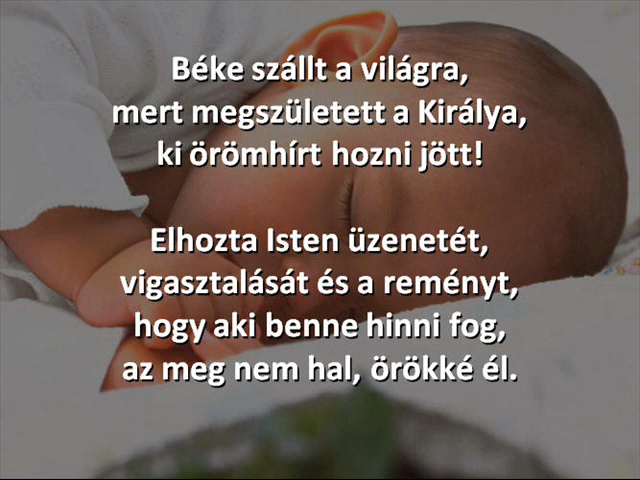 Béke szállt a világra,
mert megszületett a Királya,
ki örömhírt hozni jött!
Elhozta Isten üzenetét,
vigasztalását és a reményt,
hogy aki benne hinni fog,
az meg nem hal, örökké él.